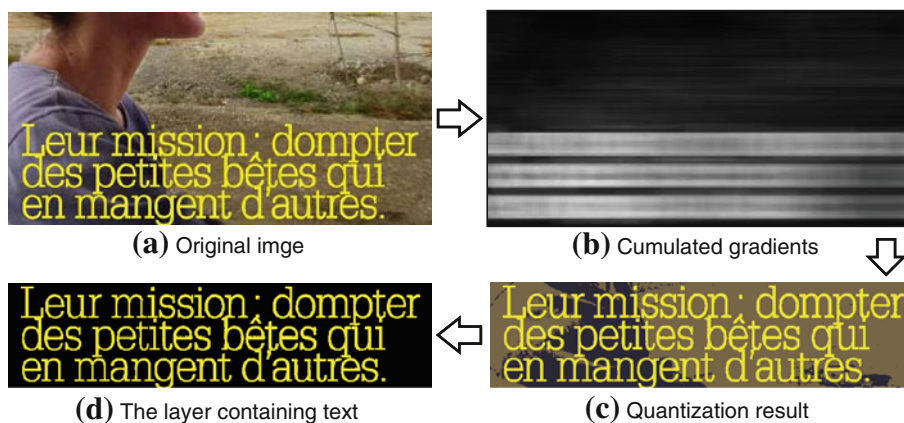 Leur mission : dompter
des petites bêtes qui
en mangent d'autres.
(a) Original imge
(b) Cumulated gradients
Leur mission : dompter
des petites bêtes qui
en mangent d'autres.
(d) The layer containing text
Leur mission : dompter
des petites bêtes qui
en mangent d'autres.
(c) Quantization result